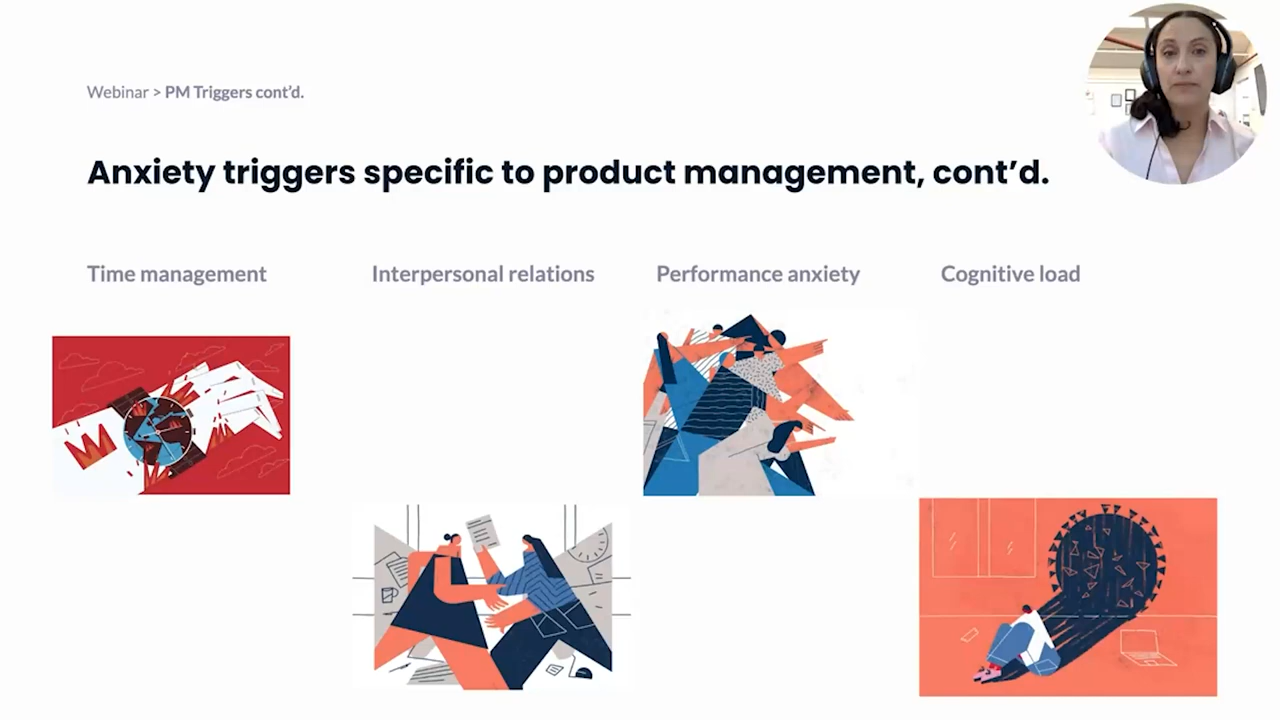 Webinar > PM Triggers cont’d.
Anxiety triggers specific to product management, cont’d.
Time management
Interpersonal relations
Performance anxiety
Cognitive load